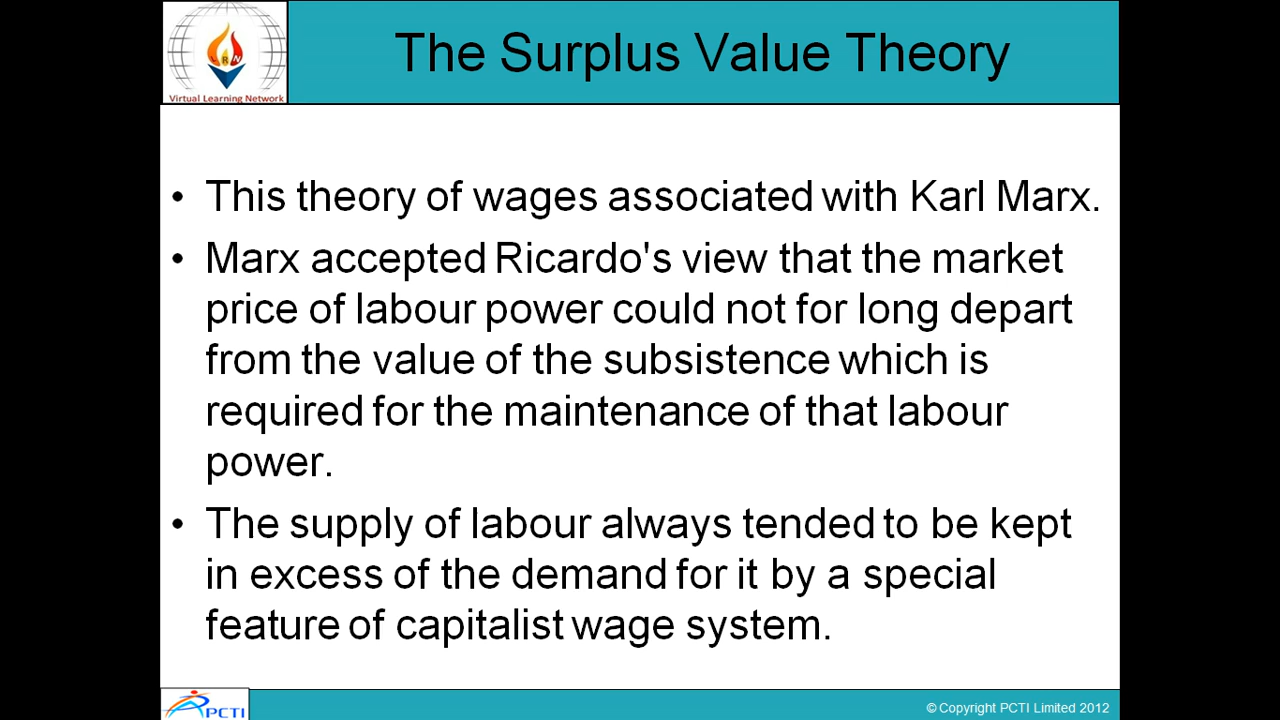 The Surplus Value Theory
RN
Virtual Learning Network
• This theory of wages associated with Karl Marx.
• Marx accepted Ricardo's view that the market
price of labour power could not for long depart
from the value of the subsistence which is
required for the maintenance of that labour
power.
• The supply of labour always tended to be kept
in excess of the demand for it by a special
feature of capitalist wage system.
PCTI
© Copyright PCTI Limited 2012